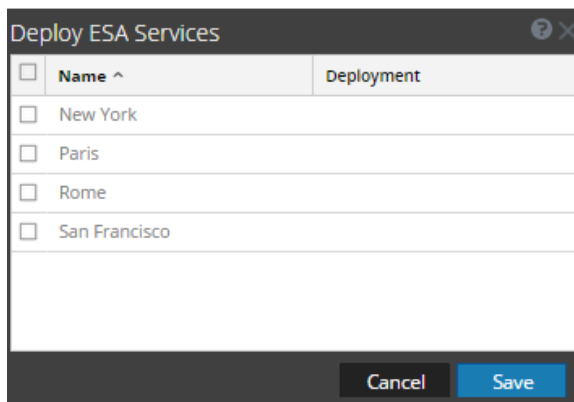 Deploy ESA Services
Name Deployment
New York
Paris
Rome
San Francisco
Cancel Save